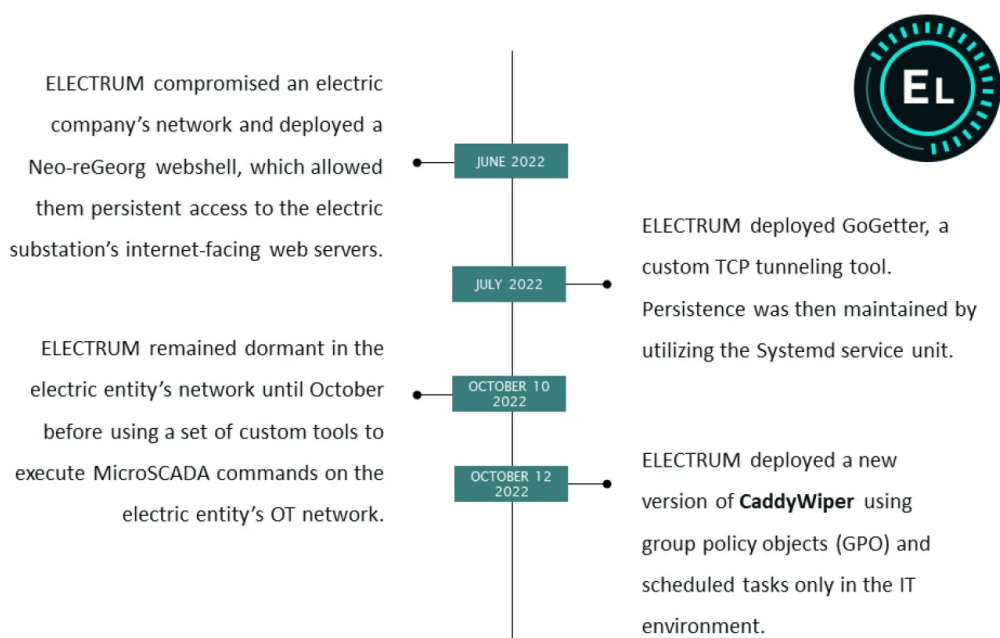 EL
ELECTRUM compromised an electric
company’s network and deployed a
Neo-reGeorg webshell, which allowed
them persistent access to the electric
substation’s internet-facing web servers.
JUNE 2022
ELECTRUM deployed GoGetter, a
custom TCP tunneling tool.
Persistence was then maintained by
utilizing the Systemd service unit.
JULY 2022
ELECTRUM remained dormant in the
electric entity’s network until October
before using a set of custom tools to
execute MicroSCADA commands on the
electric entity’s OT network.
OCTOBER 10
2022
OCTOBER 12
2022
ELECTRUM deployed a new
version of CaddyWiper using
group policy objects (GPO) and
scheduled tasks only in the IT
environment.